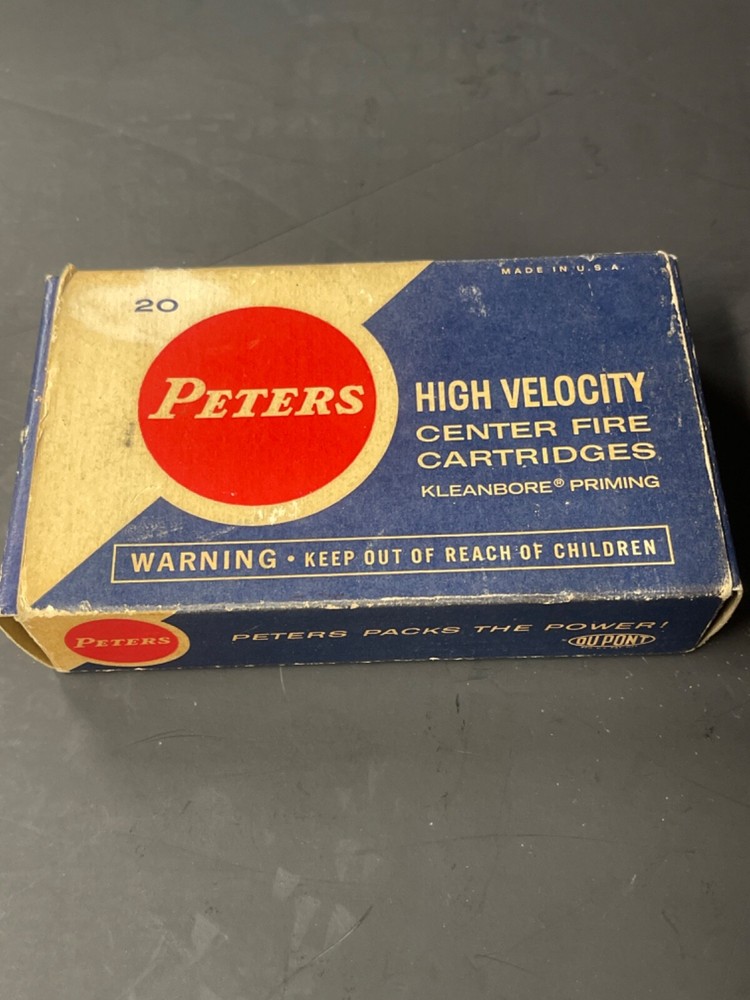 MADE IN U.S.A.
20
PETERS
HIGH VELOCITY
CENTER FIRE
CARTRIDGES
KLEANBORE® PRIMING
WARNING • KEEP OUT OF REACH OF CHILDREN
PETERS
PETERS PACKS THE POWER!
DU PONT